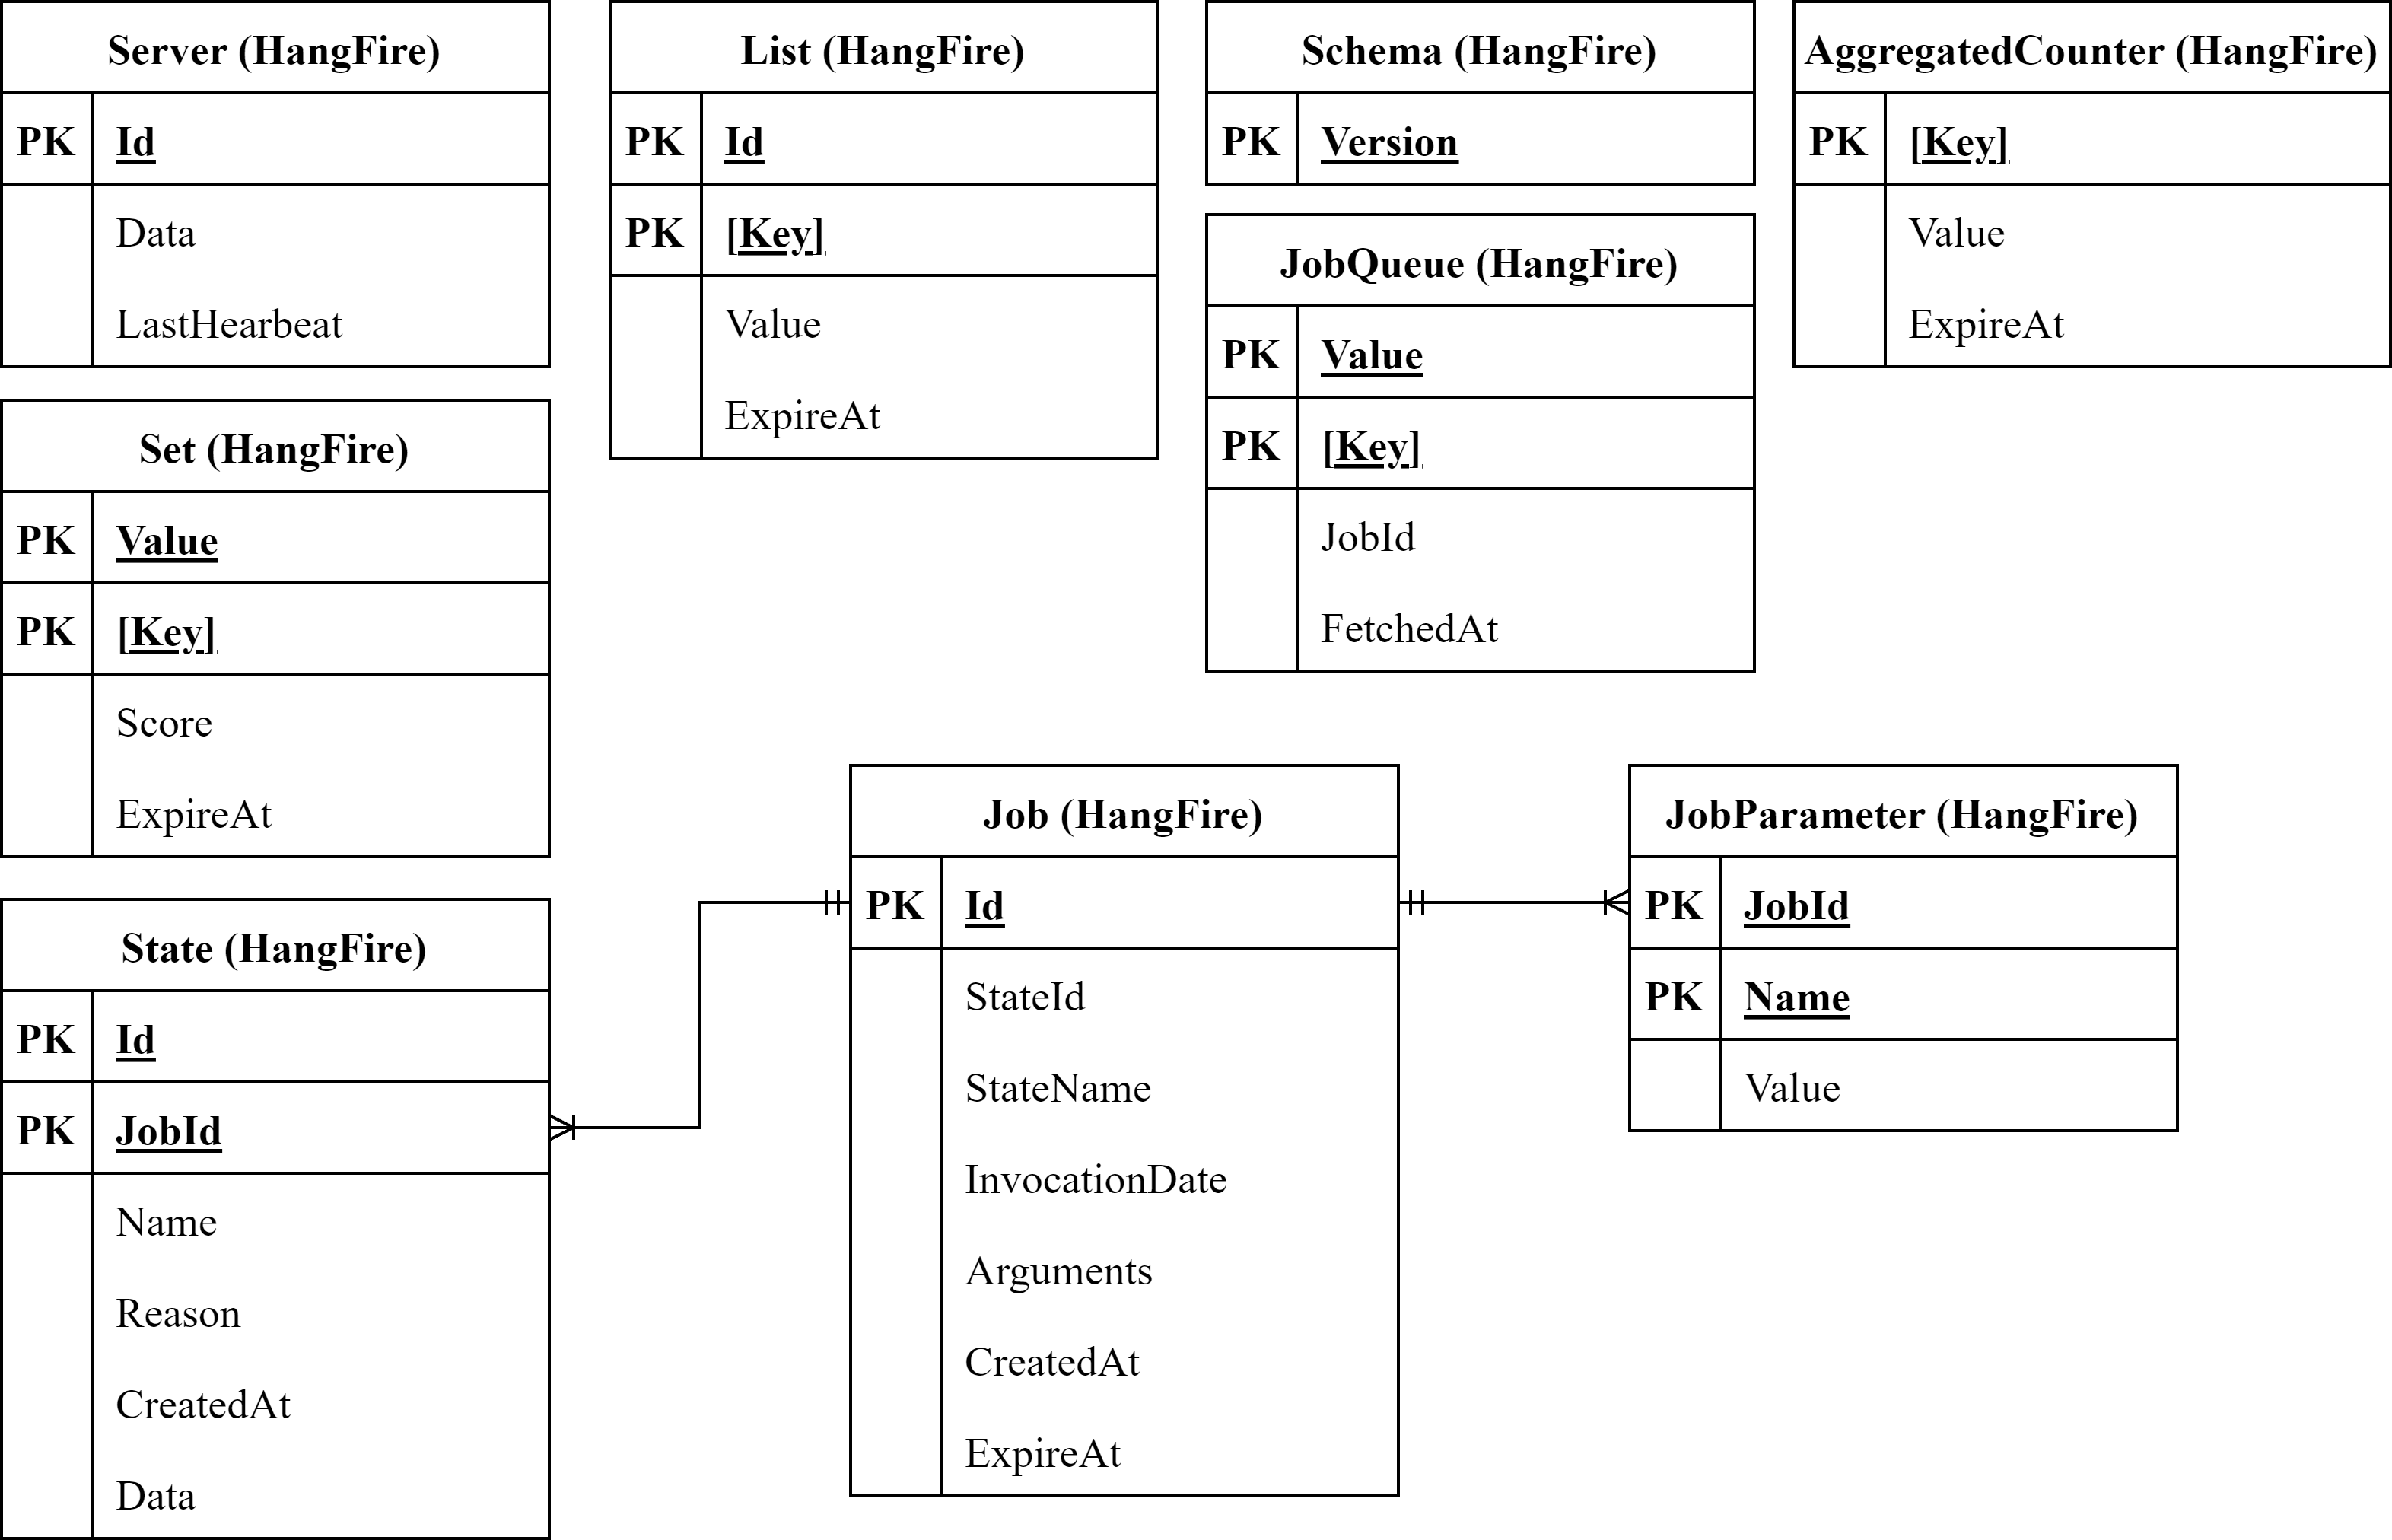 Server (HangFire)
PK Id
Data
LastHearbeat
List (HangFire)
PK Id
PK [Key]
Value
ExpireAt
Schema (HangFire)
PK Version
AggregatedCounter (HangFire)
PK [Key]
Value
ExpireAt
JobQueue (HangFire)
PK Value
PK [Key]
JobId
FetchedAt
Set (HangFire)
PK Value
PK [Key]
Score
ExpireAt
State (HangFire)
PK Id
PK JobId
Name
Reason
CreatedAt
Data
Job (HangFire)
PK Id
StateId
StateName
InvocationDate
Arguments
CreatedAt
ExpireAt
JobParameter (HangFire)
PK JobId
PK Name
Value